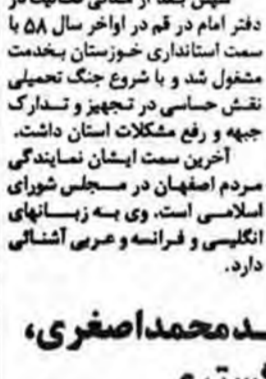 دفتر امام در قم در اواخر سال ۵۸ با
سمت استانداری خوزستان بخدمت
مشغول شد و با شروع جنگ تحمیلی
نقش حساسی در تجهیز و تدارک
جبهه و رفع مشکلات استان داشت.
آخرین سمت ایشان نمایندگی
مردم اصفهان در مجلس شورای
اسلامی است. وی به زبانهای
انگلیسی و فرانسه و عربی آشنائی
دارد.
ـدمحمداصغری،